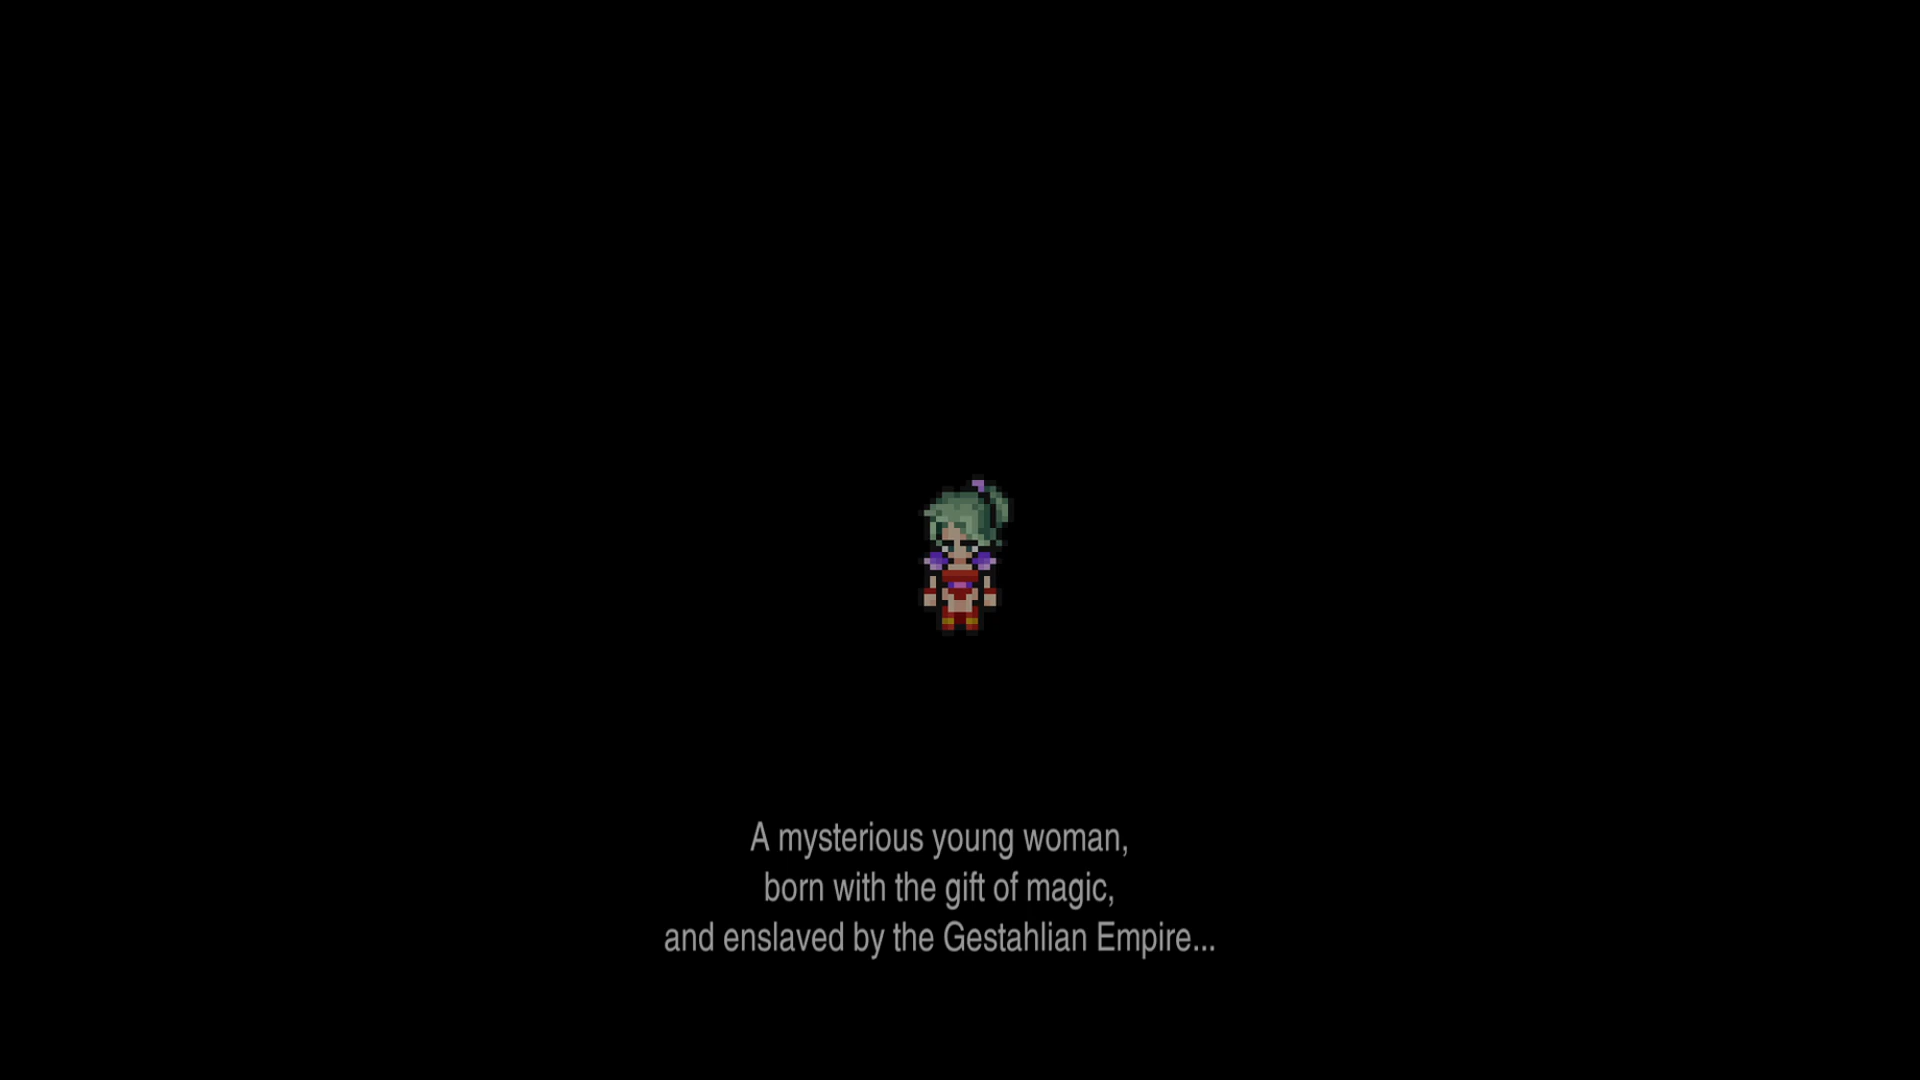 A mysterious young woman,
born with the gift of magic,
and enslaved by the Gestahlian Empire...